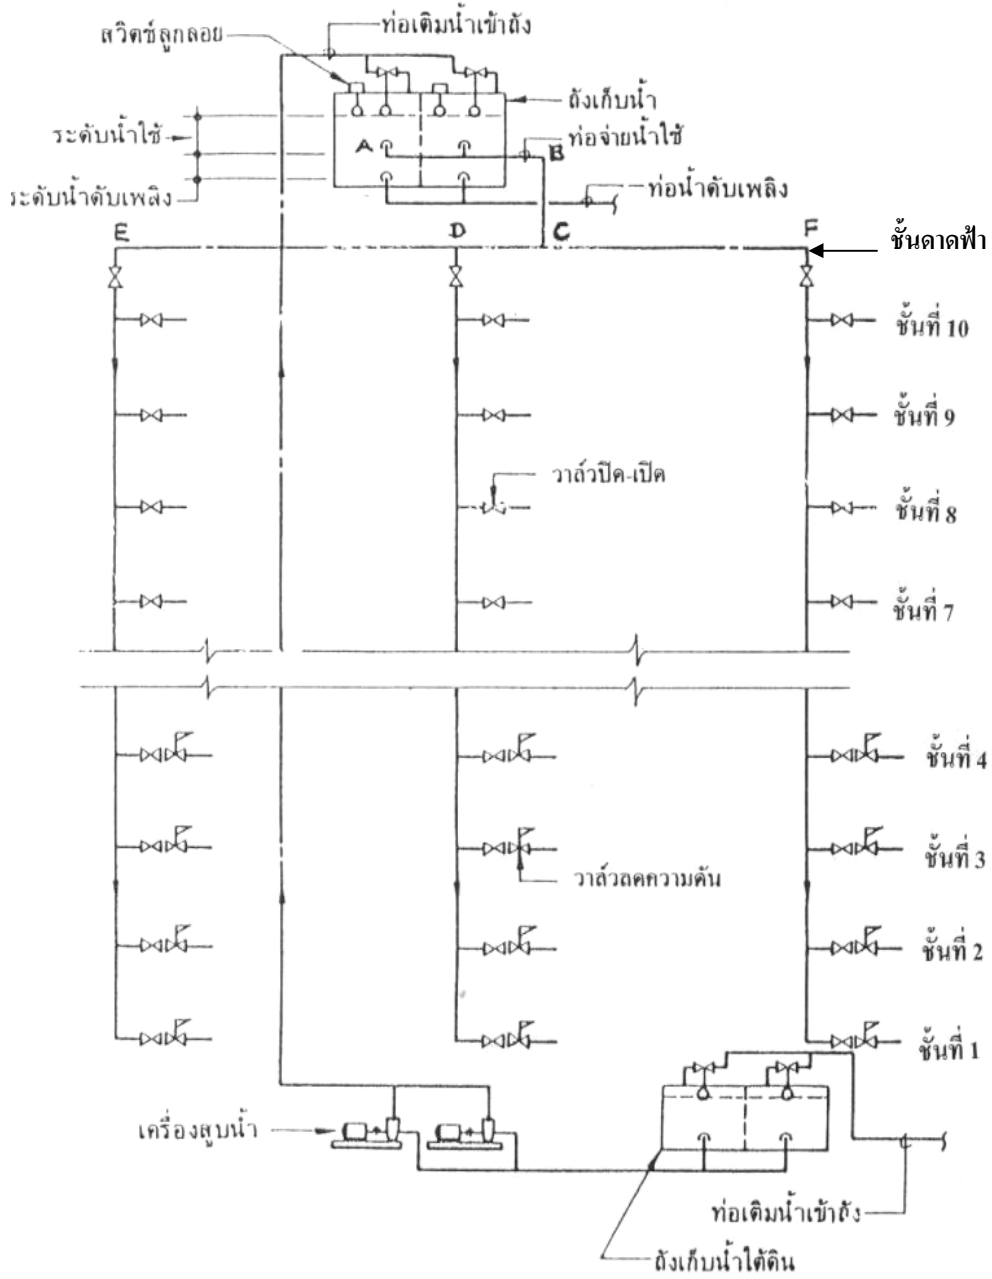 ท่อเติมน้ำเข้าถัง
สวิตช์ลูกลอย
ถังเก็บน้ำ
ระดับน้ำใช้
A
B
ท่อจ่ายน้ำใช้
ระดับน้ำดับเพลิง
ท่อน้ำดับเพลิง
E
D
C
F
ชั้นดาดฟ้า
ชั้นที่ 10
ชั้นที่ 9
วาล์วปิด-เปิด
ชั้นที่ 8
ชั้นที่ 7
ชั้นที่ 4
ชั้นที่ 3
วาล์วลดความดัน
ชั้นที่ 2
ชั้นที่ 1
เครื่องสูบน้ำ
ท่อเติมน้ำเข้าถัง
ถังเก็บน้ำใต้ดิน